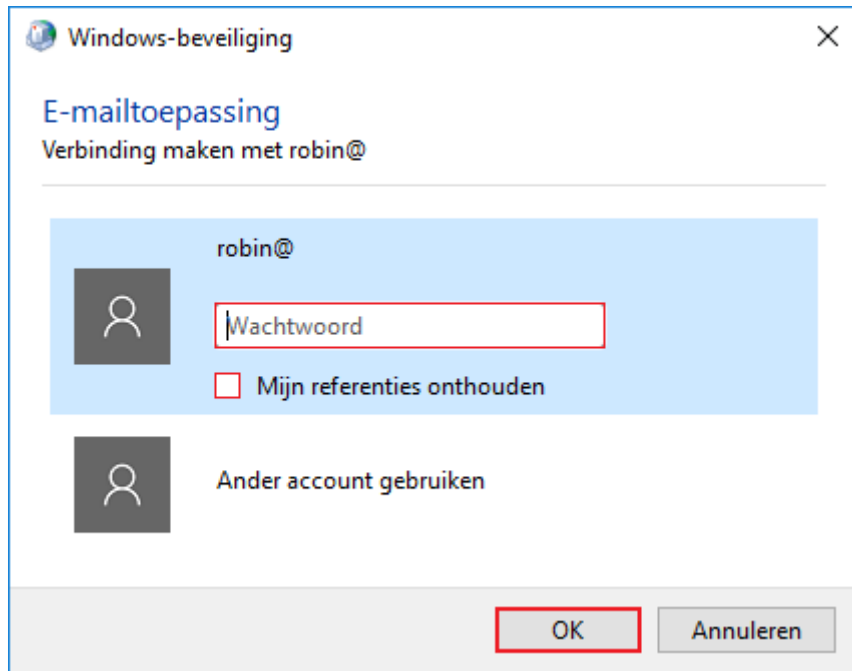 Windows-beveiliging
E-mailtoepassing
Verbinding maken met robin@
robin@
Wachtwoord
Mijn referenties onthouden
Ander account gebruiken
OK
Annuleren